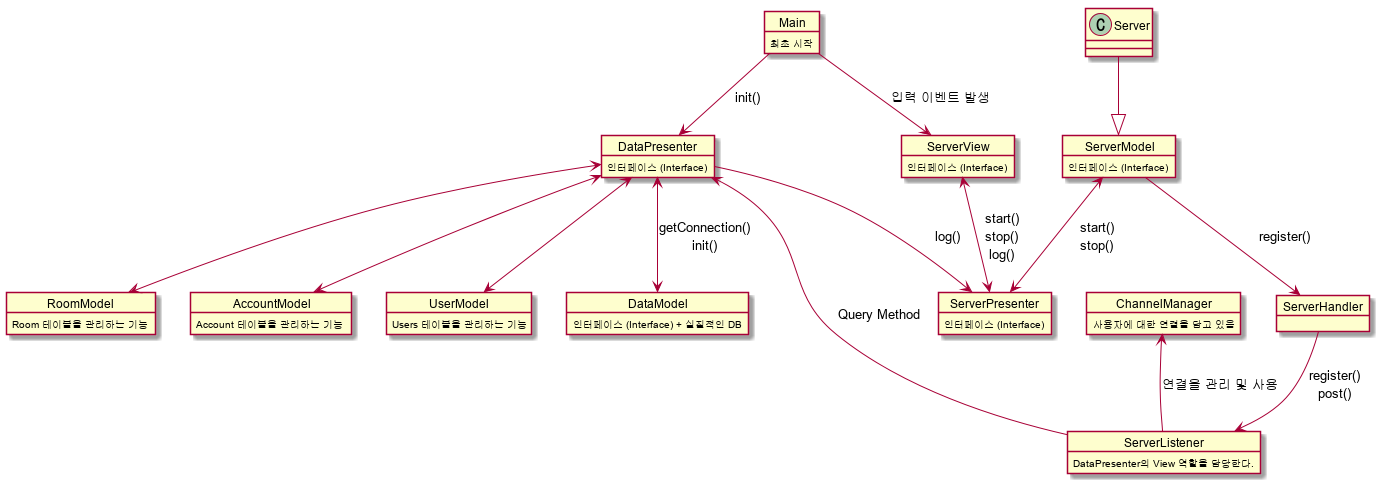 Main
최초 시작
C Server
init()
입력 이벤트 발생
DataPresenter
인터페이스 (Interface)
ServerView
인터페이스 (Interface)
ServerModel
인터페이스 (Interface)
getConnection()
init()
log()
start()
stop()
log()
start()
stop()
register()
RoomModel
Room 테이블을 관리하는 기능
AccountModel
Account 테이블을 관리하는 기능
UserModel
Users 테이블을 관리하는 기능
DataModel
인터페이스 (Interface) + 실질적인 DB
ServerPresenter
인터페이스 (Interface)
ChannelManager
사용자에 대한 연결을 담고 있음
ServerHandler
Query Method
연결을 관리 및 사용
register()
post()
ServerListener
DataPresenter의 View 역할을 담당한다.